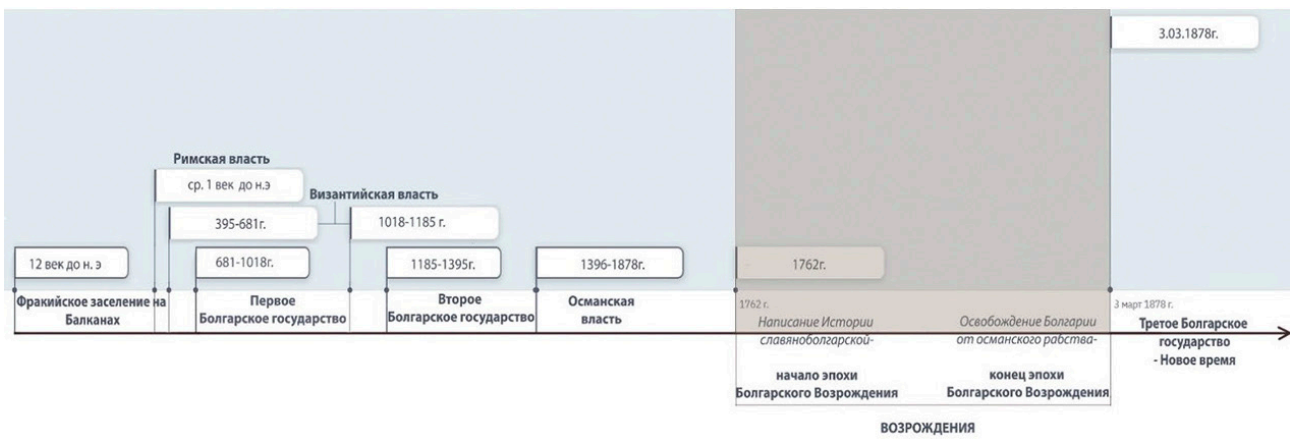 3.03.1878г.
Римская власть
ср. 1 век до н.э
Византийская власть
395-681г.
1018-1185 г.
12 век до н. э
681-1018г.
1185-1395г.
1396-1878г.
1762г.
Фракийское заселение на
Балканах
Первое
Болгарское государство
Второе
Болгарское государство
Османская
власть
1762 г.
Написание Истории
славяноболгарской-
начало эпохи
Болгарского Возрождения
Освобождение Болгарии
от османского рабства-
конец эпохи
Болгарского Возрождения
3 март 1878 г.
Третое Болгарское
государство
- Новое время
ВОЗРОЖДЕНИЯ